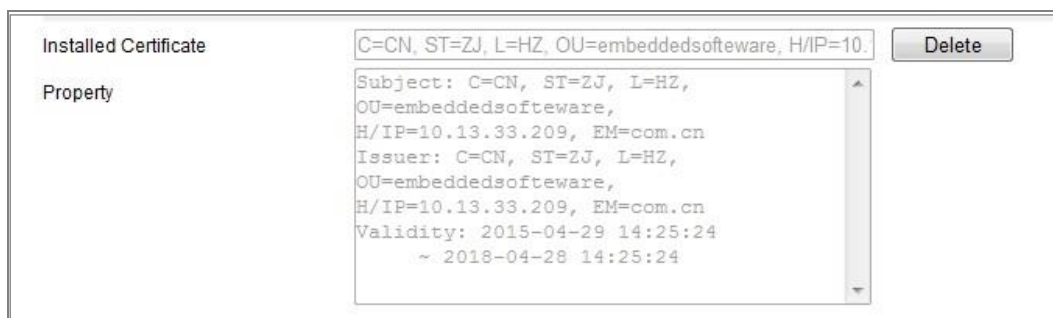 Installed Certificate C=CN, ST=ZJ, L=HZ, OU=embeddedsofteware, H/IP=10. Delete
Property
Subject: C=CN, ST=ZJ, L=HZ,
OU=embeddedsofteware,
H/IP=10.13.33.209, EM=com.cn
Issuer: C=CN, ST=ZJ, L=HZ,
OU=embeddedsofteware,
H/IP=10.13.33.209, EM=com.cn
Validity: 2015-04-29 14:25:24
~ 2018-04-28 14:25:24